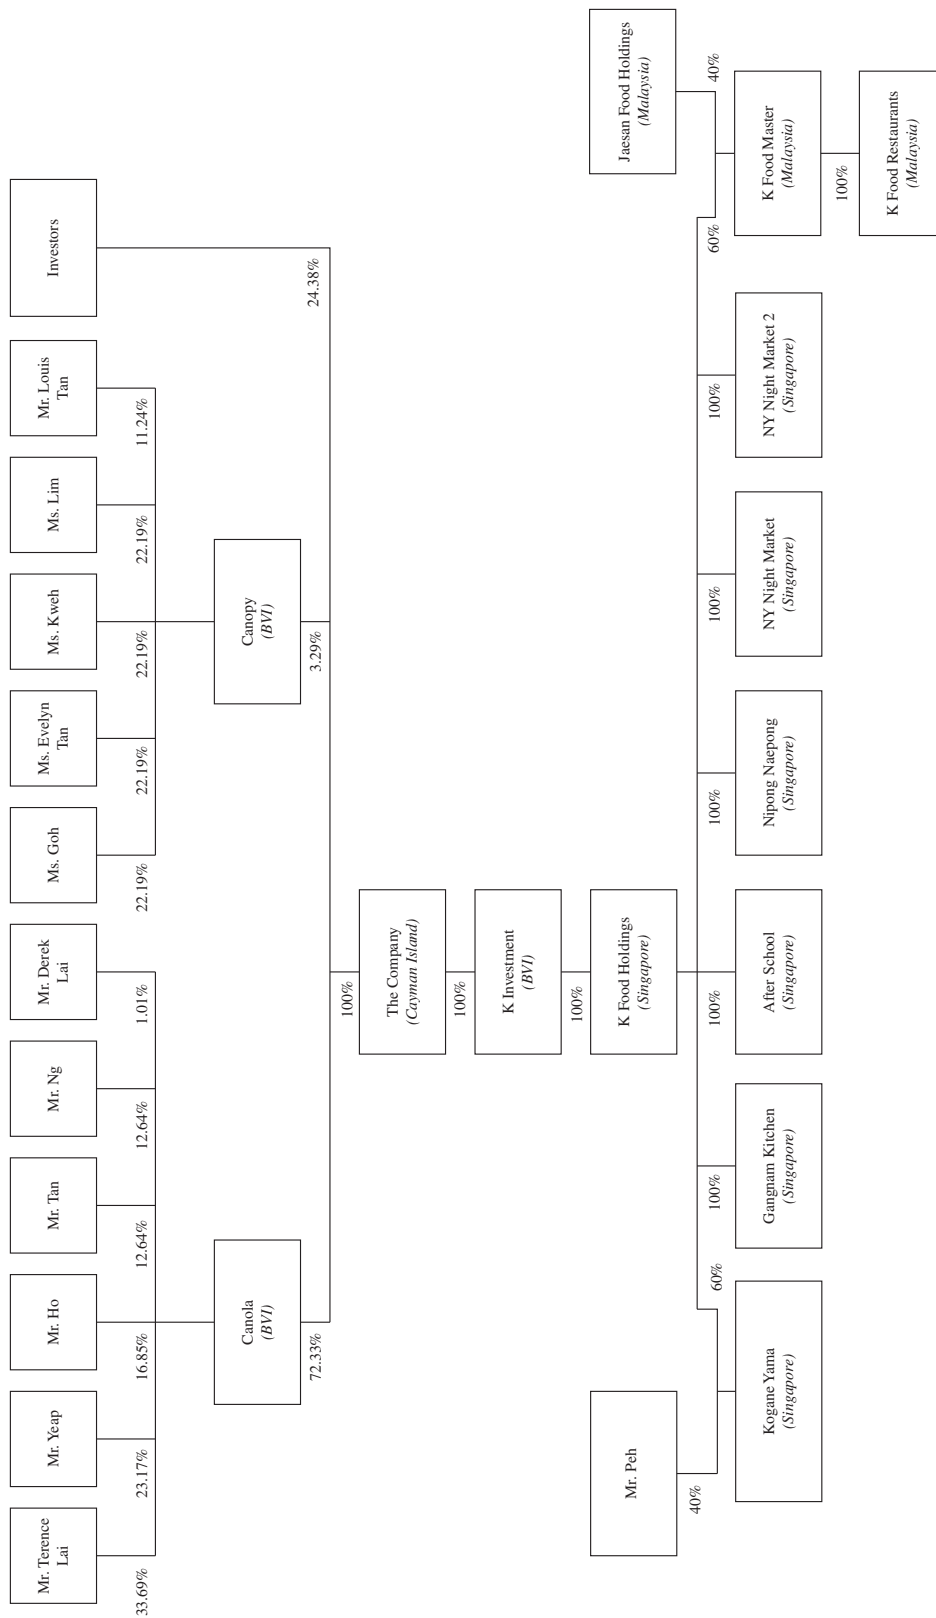 Mr. Terence
Lai
Mr. Yeap
Mr. Ho
Mr. Tan
Mr. Ng
Mr. Derek
Lai
Ms. Goh
Ms. Evelyn
Tan
Ms. Kweh
Ms. Lim
Mr. Louis
Tan
Investors
33.69%
23.17%
16.85%
12.64%
12.64%
1.01%
22.19%
22.19%
22.19%
22.19%
11.24%
Canola
(BVI)
Canopy
(BVI)
72.33%
3.29%
24.38%
100%
The Company
(Cayman Island)
100%
K Investment
(BVI)
100%
K Food Holdings
(Singapore)
Mr. Peh
Jaesan Food Holdings
(Malaysia)
40%
60%
100%
100%
100%
100%
100%
60%
40%
Kogane Yama
(Singapore)
Gangnam Kitchen
(Singapore)
After School
(Singapore)
Nipong Naepong
(Singapore)
NY Night Market
(Singapore)
NY Night Market 2
(Singapore)
K Food Master
(Malaysia)
100%
K Food Restaurants
(Malaysia)